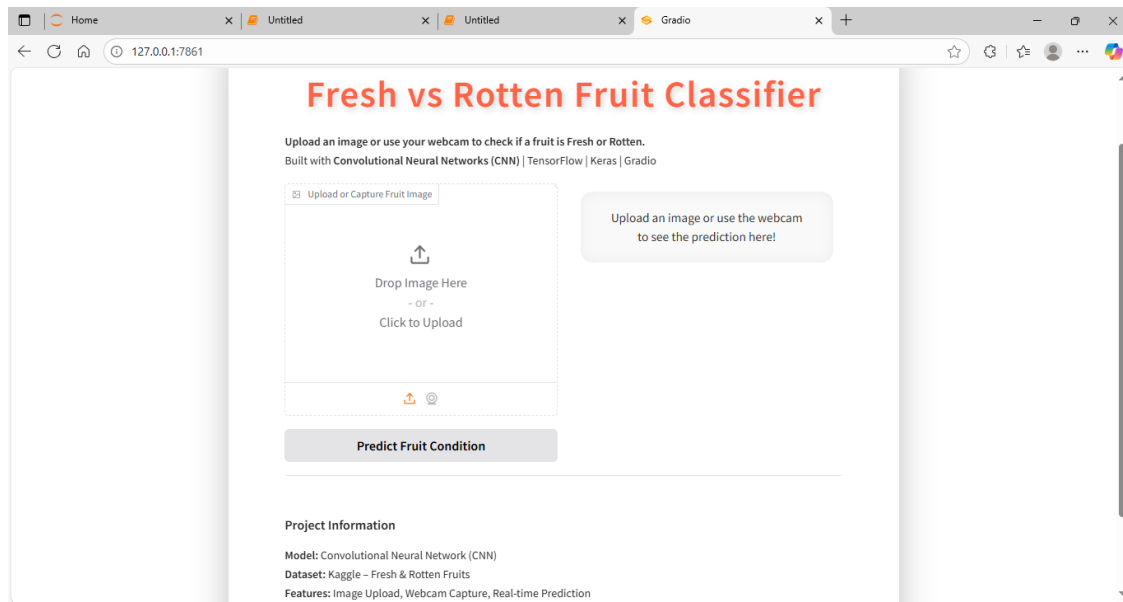 Home
Untitled
Untitled
Gradio
127.0.0.1:7861
Fresh vs Rotten Fruit Classifier
Upload an image or use your webcam to check if a fruit is Fresh or Rotten.
Built with Convolutional Neural Networks (CNN) | TensorFlow | Keras | Gradio
Upload or Capture Fruit Image
Drop Image Here
- or -
Click to Upload
Upload an image or use the webcam
to see the prediction here!
Predict Fruit Condition
Project Information
Model: Convolutional Neural Network (CNN)
Dataset: Kaggle – Fresh & Rotten Fruits
Features: Image Upload, Webcam Capture, Real-time Prediction